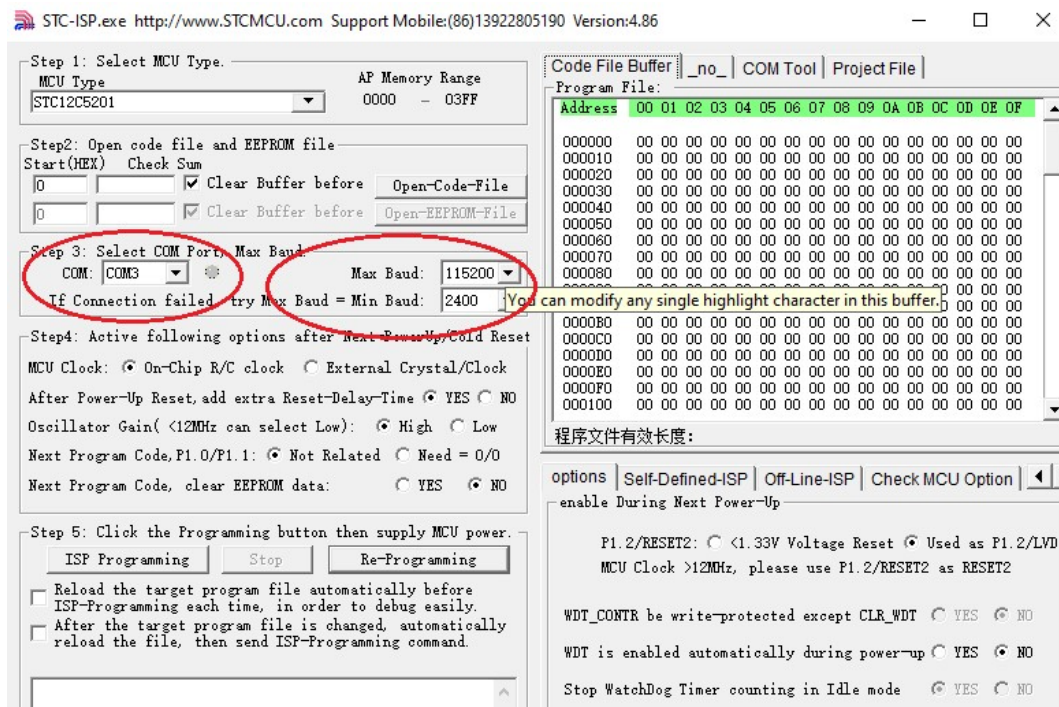 STC-ISP.exe http://www.STCMCU.com Support Mobile:(86)13922805190 Version:4.86
Step 1: Select MCU Type.
MCU Type AP Memory Range
STC12C5201 0000 - 03FF
Step2: Open code file and EEPROM file
Start(HEX) Check Sum
0 Clear Buffer before Open-Code-File
0 Clear Buffer before Open-EEPROM-File
Step 3: Select COM Port, Max Baud
COM: COM3 Max Baud: 115200
If Connection failed, try Max Baud = Min Baud: 2400
Step4: Active following options after Next PowerUp/Cold Reset
MCU Clock: On-Chip R/C clock External Crystal/Clock
After Power-Up Reset,add extra Reset-Delay-Time YES NO
Oscillator Gain( <12MHz can select Low): High Low
Next Program Code,P1.0/P1.1: Not Related Need = 0/0
Next Program Code, clear EEPROM data: YES NO
Step 5: Click the Programming button then supply MCU power.
ISP Programming Stop Re-Programming
Reload the target program file automatically before
ISP-Programming each time, in order to debug easily.
After the target program file is changed, automatically
reload the file, then send ISP-Programming command.
Code File Buffer _no_ COM Tool Project File
Program File:
Address 00 01 02 03 04 05 06 07 08 09 0A 0B 0C 0D 0E 0F
000000 00 00 00 00 00 00 00 00 00 00 00 00 00 00 00 00
000010 00 00 00 00 00 00 00 00 00 00 00 00 00 00 00 00
000020 00 00 00 00 00 00 00 00 00 00 00 00 00 00 00 00
000030 00 00 00 00 00 00 00 00 00 00 00 00 00 00 00 00
000040 00 00 00 00 00 00 00 00 00 00 00 00 00 00 00 00
000050 00 00 00 00 00 00 00 00 00 00 00 00 00 00 00 00
000060 00 00 00 00 00 00 00 00 00 00 00 00 00 00 00 00
000070 00 00 00 00 00 00 00 00 00 00 00 00 00 00 00 00
000080 00 00 00 00 00 00 00 00 00 00 00 00 00 00 00 00
You can modify any single highlight character in this buffer.
0000B0 00 00 00 00 00 00 00 00 00 00 00 00 00 00 00 00
0000C0 00 00 00 00 00 00 00 00 00 00 00 00 00 00 00 00
0000D0 00 00 00 00 00 00 00 00 00 00 00 00 00 00 00 00
0000E0 00 00 00 00 00 00 00 00 00 00 00 00 00 00 00 00
0000F0 00 00 00 00 00 00 00 00 00 00 00 00 00 00 00 00
000100 00 00 00 00 00 00 00 00 00 00 00 00 00 00 00 00
程序文件有效长度:
options Self-Defined-ISP Off-Line-ISP Check MCU Option
enable During Next Power-Up
P1.2/RESET2: <1.33V Voltage Reset Used as P1.2/LVD
MCU Clock >12MHz, please use P1.2/RESET2 as RESET2
WDT_CONTR be write-protected except CLR_WDT YES NO
WDT is enabled automatically during power-up YES NO
Stop WatchDog Timer counting in Idle mode YES NO